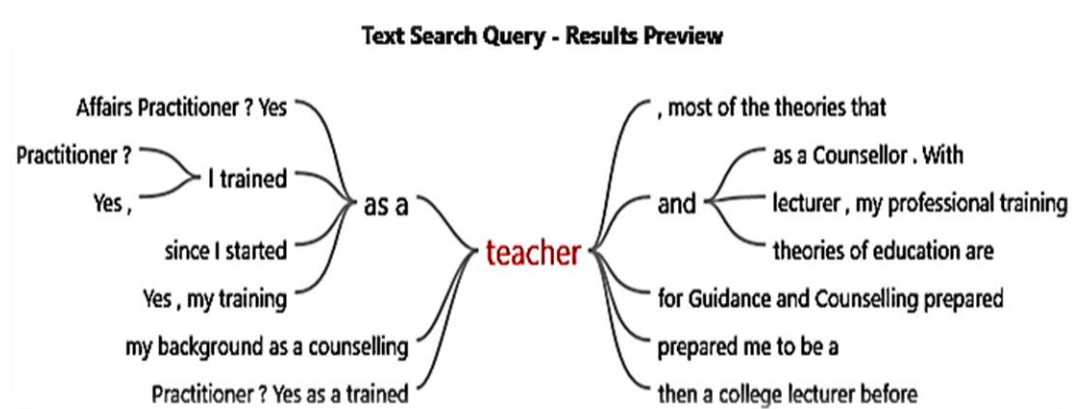 Text Search Query - Results Preview
Affairs Practitioner ? Yes
Practitioner ?
Yes ,
I trained
since I started
Yes , my training
as a
my background as a counselling
Practitioner ? Yes as a trained
teacher
, most of the theories that
and
as a Counsellor . With
lecturer , my professional training
theories of education are
for Guidance and Counselling prepared
prepared me to be a
then a college lecturer before